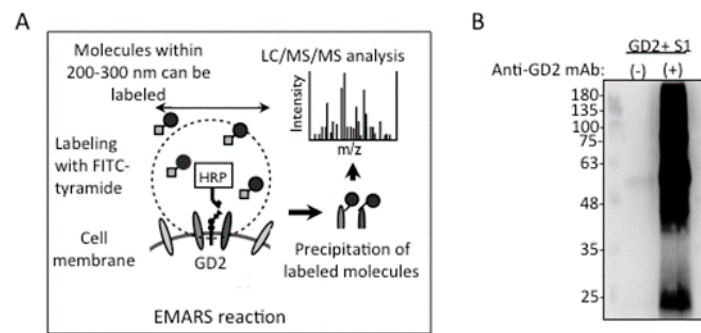 A
Molecules within
200-300 nm can be
labeled
LC/MS/MS analysis
Intensity
m/z
Labeling
with FITC-
tyramide
HRP
Cell
membrane
GD2
Precipitation of
labeled molecules
EMARS reaction
B
GD2+ S1
Anti-GD2 mAb: (-) (+)
180-
135-
100-
75-
63-
48-
35-
25-